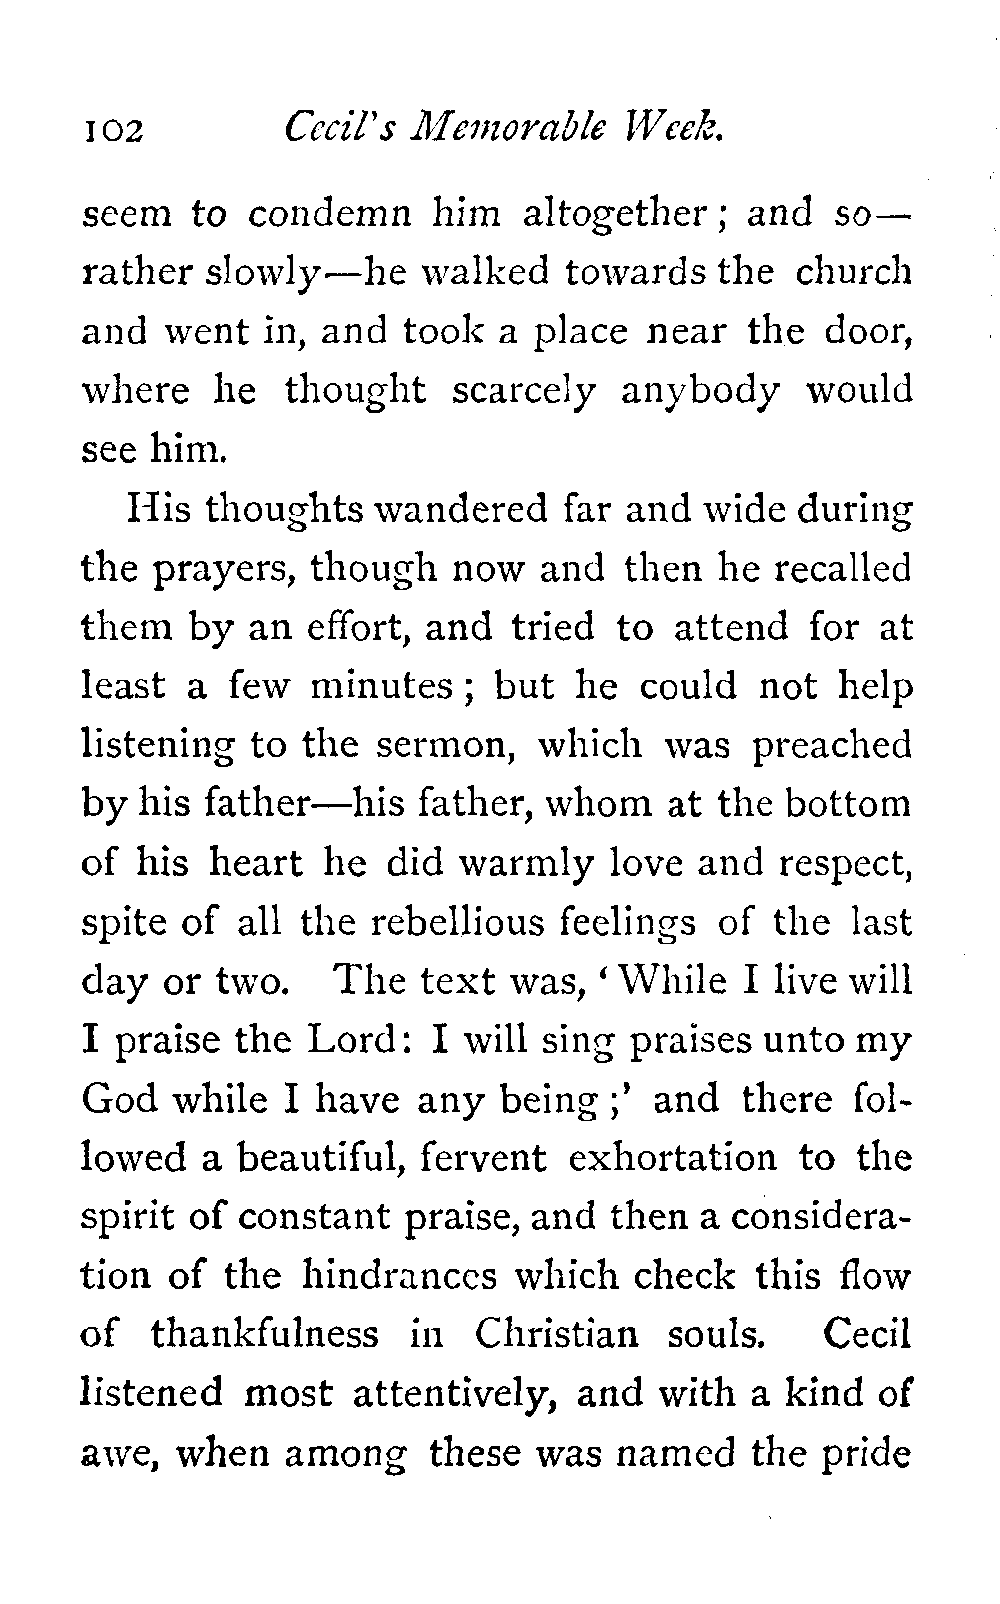 102 Cecil's Memorable Week.
seem to condemn him altogether ; and so—
rather slowly—he walked towards the church
and went in, and took a place near the door,
where he thought scarcely anybody would
see him.
His thoughts wandered far and wide during
the prayers, though now and then he recalled
them by an effort, and tried to attend for at
least a few minutes ; but he could not help
listening to the sermon, which was preached
by his father—his father, whom at the bottom
of his heart he did warmly love and respect,
spite of all the rebellious feelings of the last
day or two. The text was, ‘ While I live will
I praise the Lord: I will sing praises unto my
God while I have any being ;’ and there fol-
lowed a beautiful, fervent exhortation to the
spirit of constant praise, and then a considera-
tion of the hindrances which check this flow
of thankfulness in Christian souls. Cecil
listened most attentively, and with a kind of
awe, when among these was named the pride